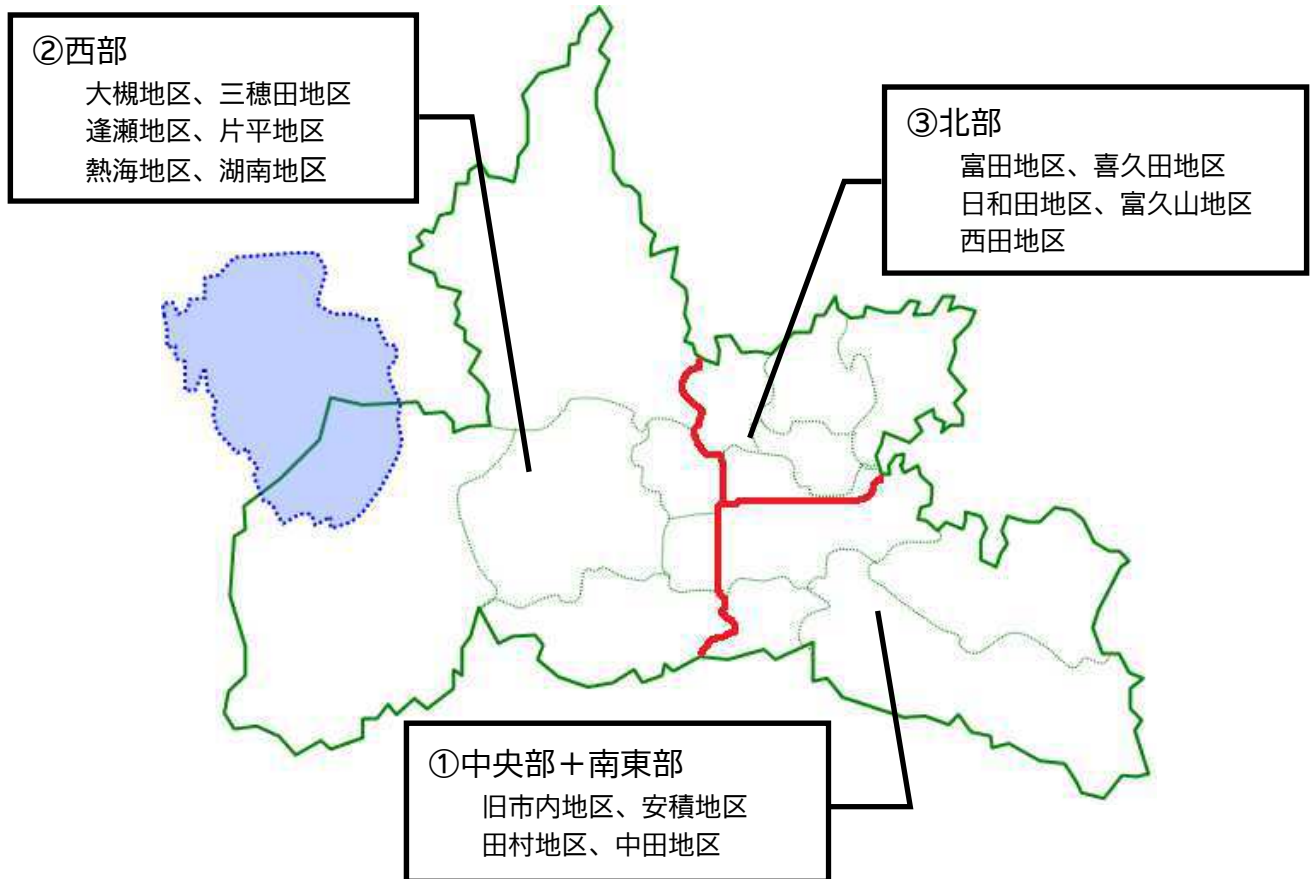 ②西部
大槻地区、三穂田地区
逢瀬地区、片平地区
熱海地区、湖南地区
③北部
富田地区、喜久田地区
日和田地区、富久山地区
西田地区
①中央部＋南東部
旧市内地区、安積地区
田村地区、中田地区